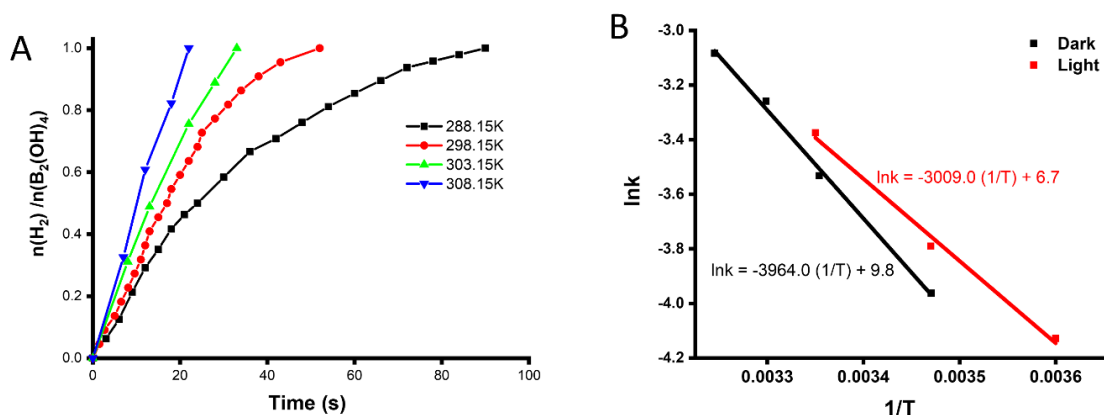 A
n(H₂) /n(B₂(OH)₄)
1.0
0.8
0.6
0.4
0.2
0.0
288.15K
298.15K
303.15K
308.15K
0 20 40 60 80 100
Time (s)
B
lnk
-3.0
-3.2
-3.4
-3.6
-3.8
-4.0
-4.2
Dark
Light
lnk = -3009.0 (1/T) + 6.7
lnk = -3964.0 (1/T) + 9.8
0.0033 0.0034 0.0035 0.0036
1/T